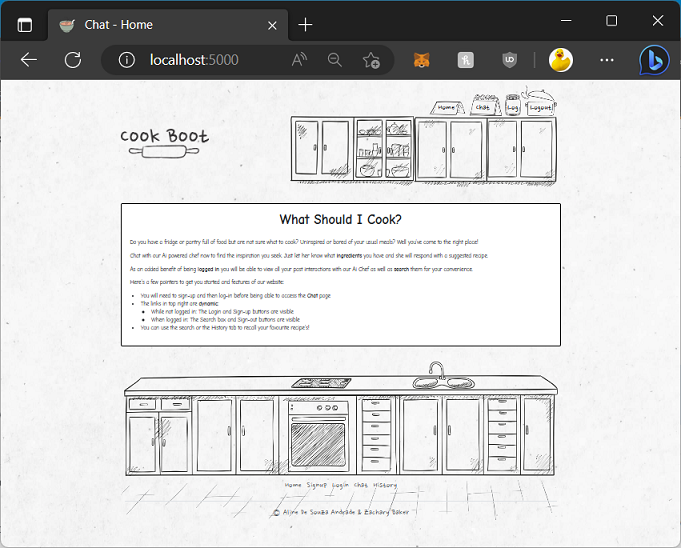 Chat - Home
localhost:5000
Home Chat Log Logout
Cook Boot
What Should I Cook?
Do you have a fridge or pantry full of food but are not sure what to cook? Uninspired or bored of your usual meals? Well you've come to the right place!
Chat with our Ai powered chef now to find the inspiration you seek. Just let her know what ingredients you have and she will respond with a suggested recipe.
As an added benefit of being logged in you will be able to view all your past interactions with our Ai Chef as well as search them for your convenience.
Here's a few pointers to get you started and features of our website:
You will need to sign-up and then log-in before being able to access the Chat page
The links in top right are dynamic
While not logged in: The Login and Sign-up buttons are visible
When logged in: The Search box and Sign-out buttons are visible
You can use the search or the History tab to recall your favourite recipe's!
Home Signup Login Chat History
© Aline De Souza Andrade & Zachary Baker